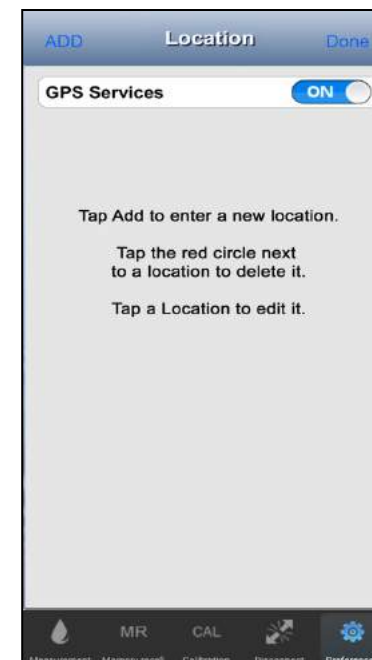 ADD Location Done
GPS Services ON
Tap Add to enter a new location.
Tap the red circle next
to a location to delete it.
Tap a Location to edit it.
MR CAL